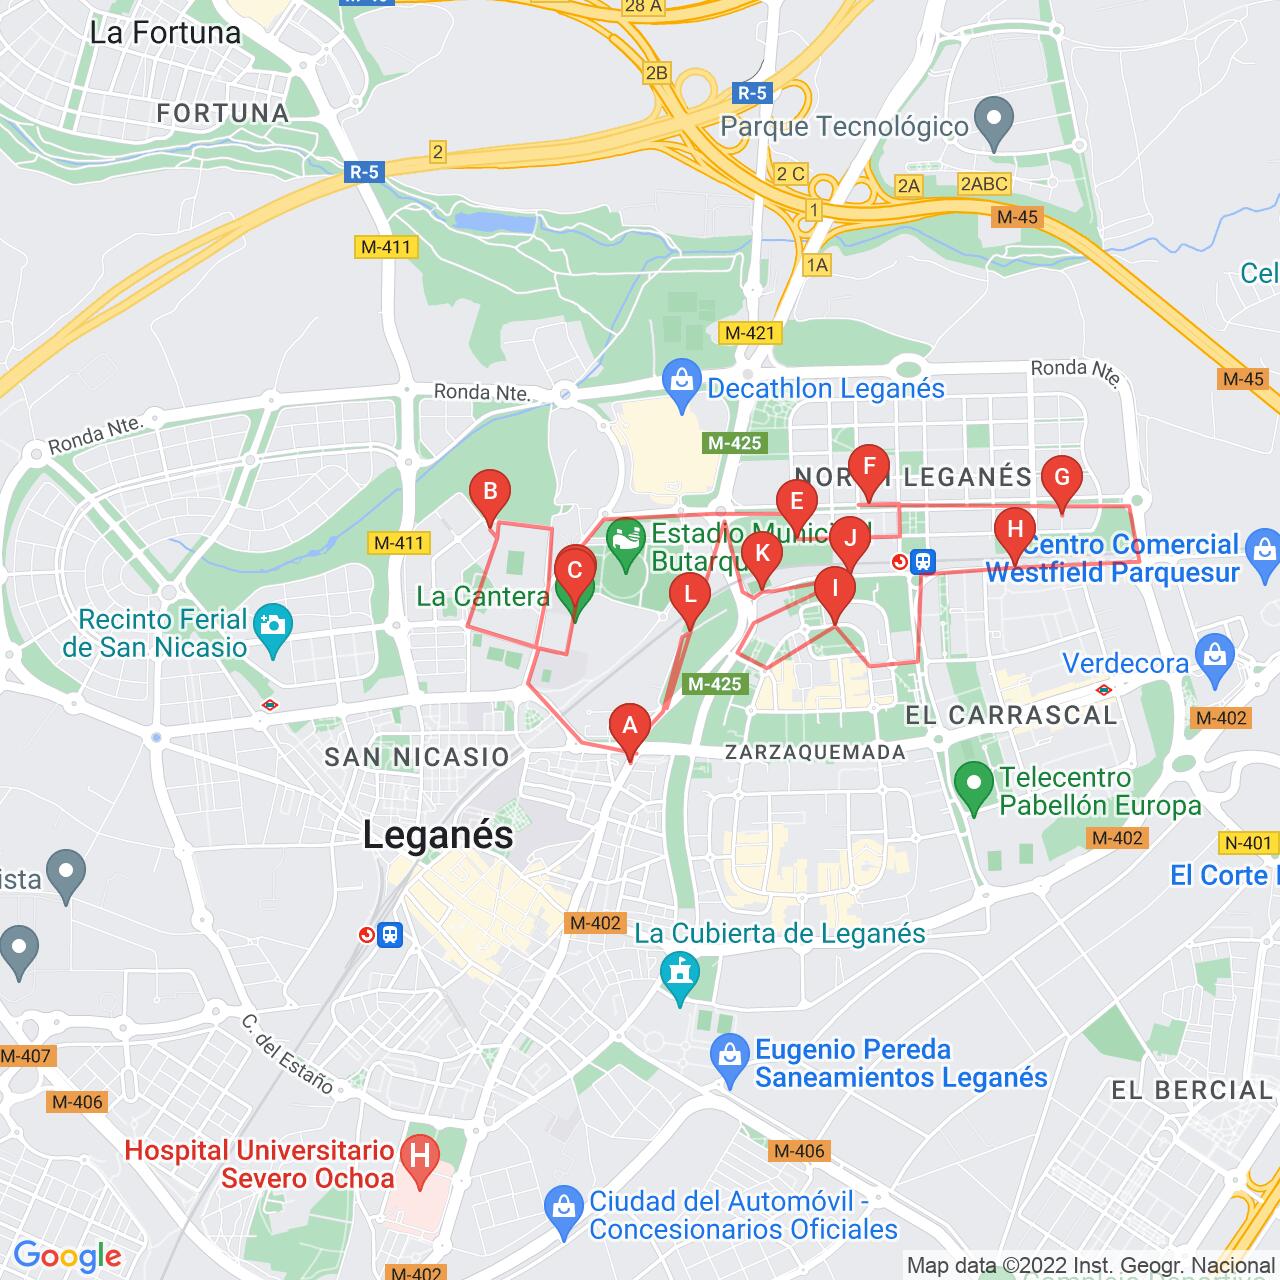 28 A
La Fortuna
2B
R-5
FORTUNA
Parque Tecnológico
2
R-5
2 C
2A
2ABC
1
M-45
M-411
1A
Cel
M-421
Ronda Nte.
Decathlon Leganés
M-45
Ronda Nte.
Ronda Nte.
M-425
F
G
B
E
H
M-411
Estadio Municipal
Butarqu
J
Centro Comercial
Westfield Parquesur
K
C
La Cantera
L
I
Recinto Ferial
de San Nicasio
Verdecora
M-425
A
EL CARRASCAL
M-402
SAN NICASIO
ZARZAQUEMADA
Telecentro
Pabellón Europa
Leganés
M-402
N-401
ista
El Corte
M-402
La Cubierta de Leganés
C. del Estaño
M-407
Eugenio Pereda
Saneamientos Leganés
M-406
EL BERCIAL
Hospital Universitario
Severo Ochoa
H
M-406
Ciudad del Automóvil -
Concesionarios Oficiales
Google
M-402
Map data ©2022 Inst. Geogr. Nacional